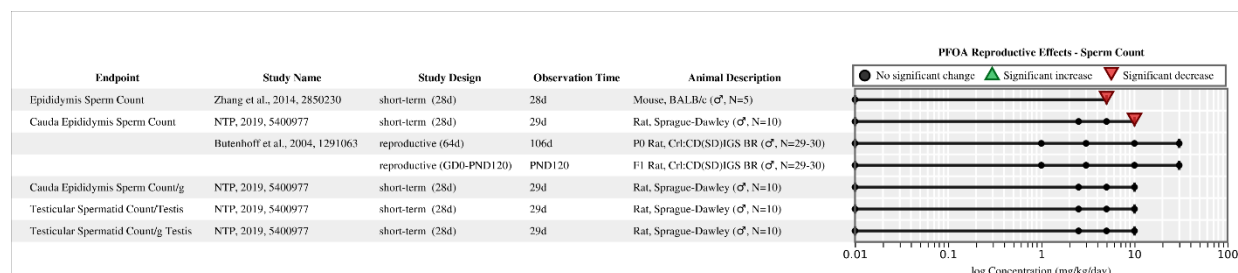 PFOA Reproductive Effects - Sperm Count
Endpoint Study Name Study Design Observation Time Animal Description
No significant change Significant increase Significant decrease
Epididymis Sperm Count Zhang et al., 2014, 2850230 short-term (28d) 28d Mouse, BALB/c (♂, N=5)
Cauda Epididymis Sperm Count NTP, 2019, 5400977 short-term (28d) 29d Rat, Sprague-Dawley (♂, N=10)
Butenhoff et al., 2004, 1291063 reproductive (64d) 106d P0 Rat, Crl:CD(SD)IGS BR (♂, N=29-30)
reproductive (GD0-PND120) PND120 F1 Rat, Crl:CD(SD)IGS BR (♂, N=29-30)
Cauda Epididymis Sperm Count/g NTP, 2019, 5400977 short-term (28d) 29d Rat, Sprague-Dawley (♂, N=10)
Testicular Spermatid Count/Testis NTP, 2019, 5400977 short-term (28d) 29d Rat, Sprague-Dawley (♂, N=10)
Testicular Spermatid Count/g Testis NTP, 2019, 5400977 short-term (28d) 29d Rat, Sprague-Dawley (♂, N=10)
0.01 0.1 1 10 100
log Concentration (mg/kg/day)